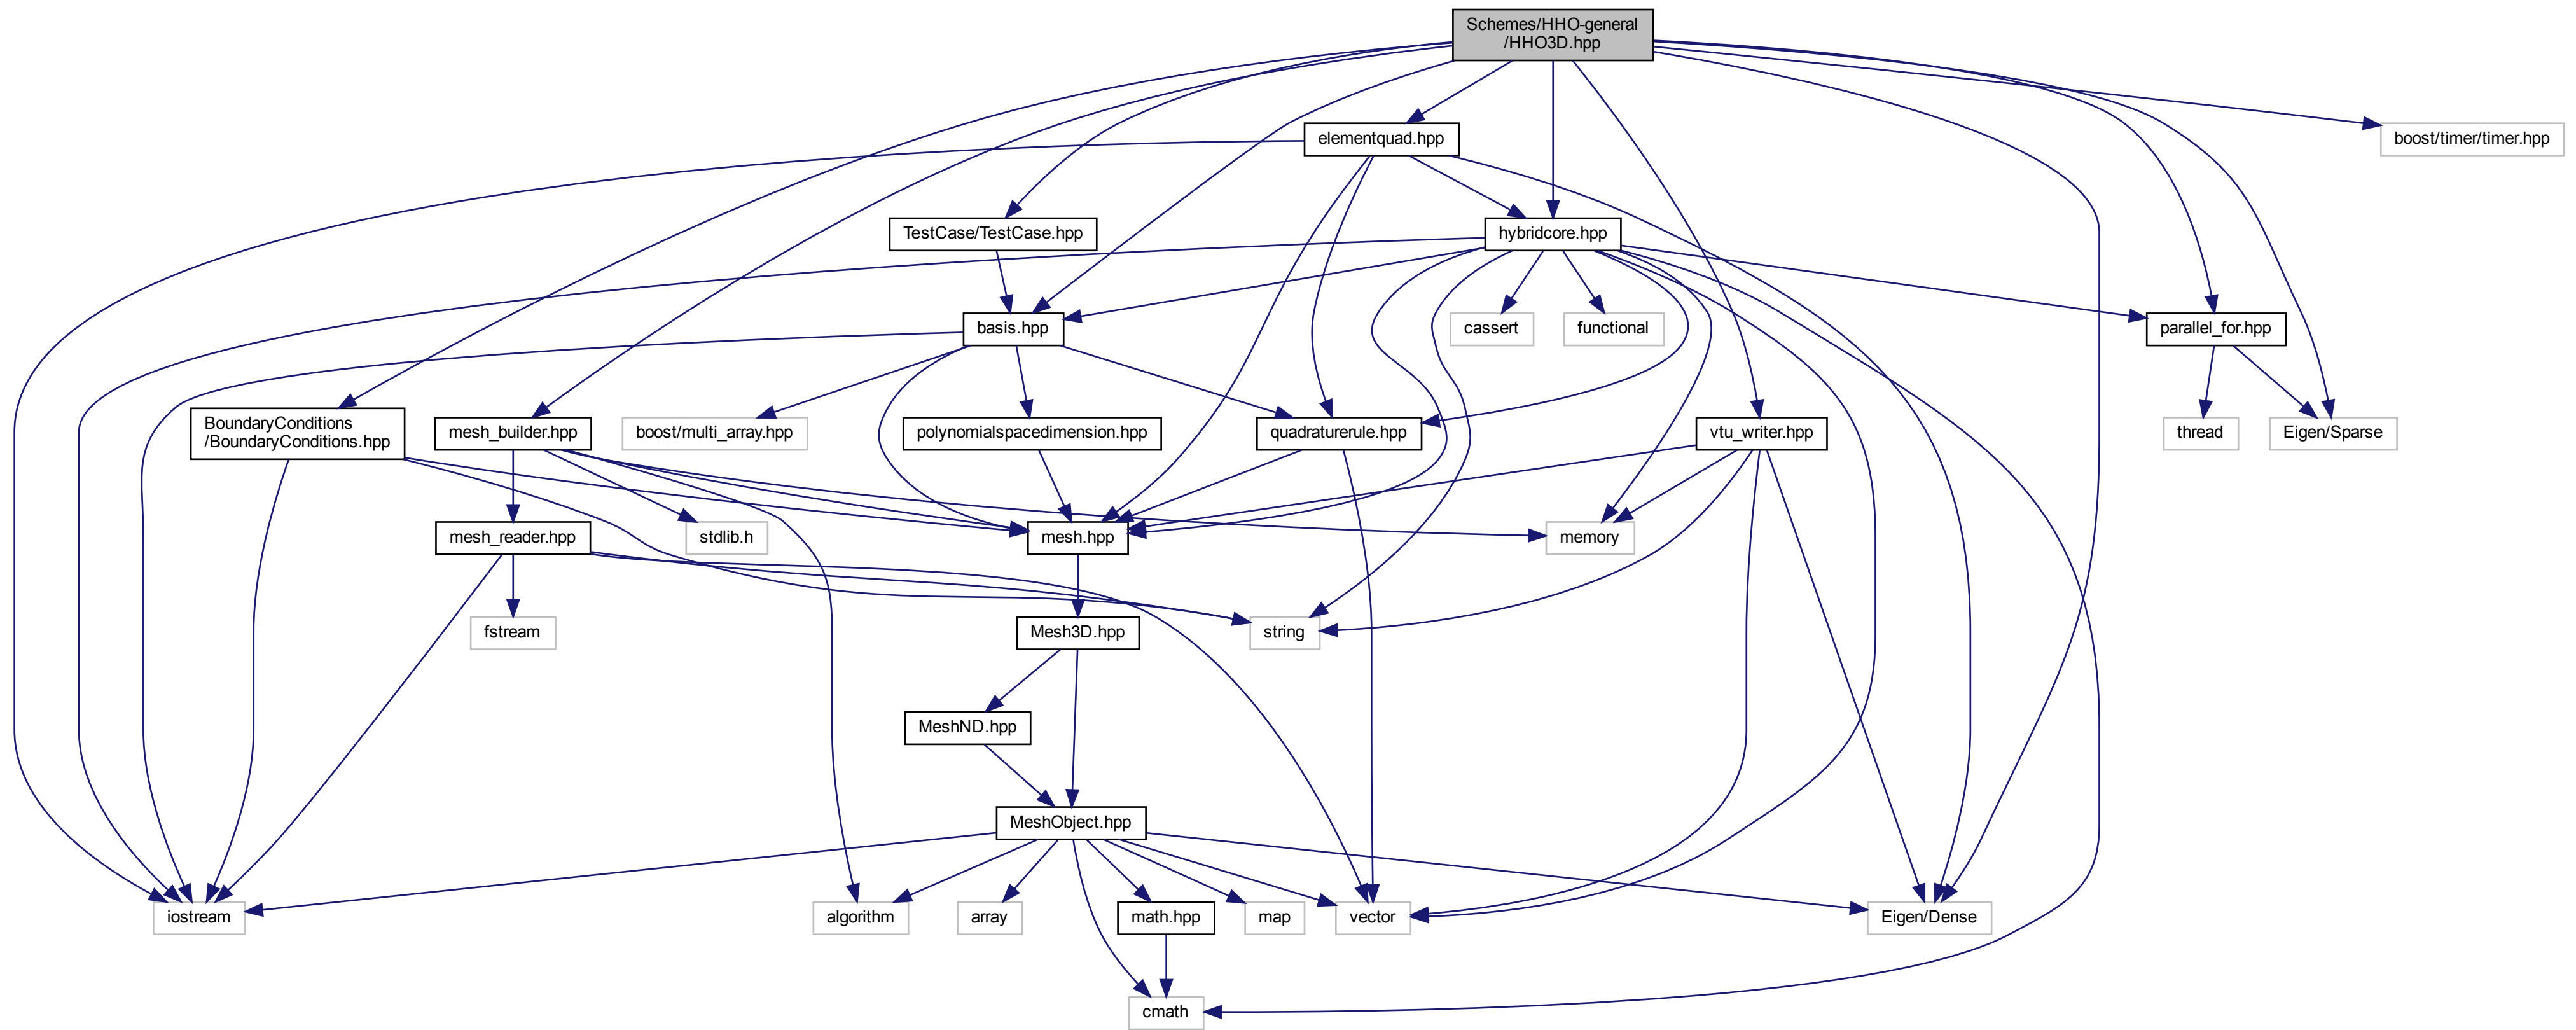 Schemes/HHO-general
/HHO3D.hpp
elementquad.hpp
boost/timer/timer.hpp
TestCase/TestCase.hpp
hybridcore.hpp
basis.hpp
cassert
functional
parallel_for.hpp
BoundaryConditions
/BoundaryConditions.hpp
mesh_builder.hpp
boost/multi_array.hpp
polynomialspacedimension.hpp
quadraturerule.hpp
vtu_writer.hpp
thread
Eigen/Sparse
mesh_reader.hpp
stdlib.h
mesh.hpp
memory
fstream
Mesh3D.hpp
string
MeshND.hpp
MeshObject.hpp
iostream
algorithm
array
math.hpp
map
vector
Eigen/Dense
cmath